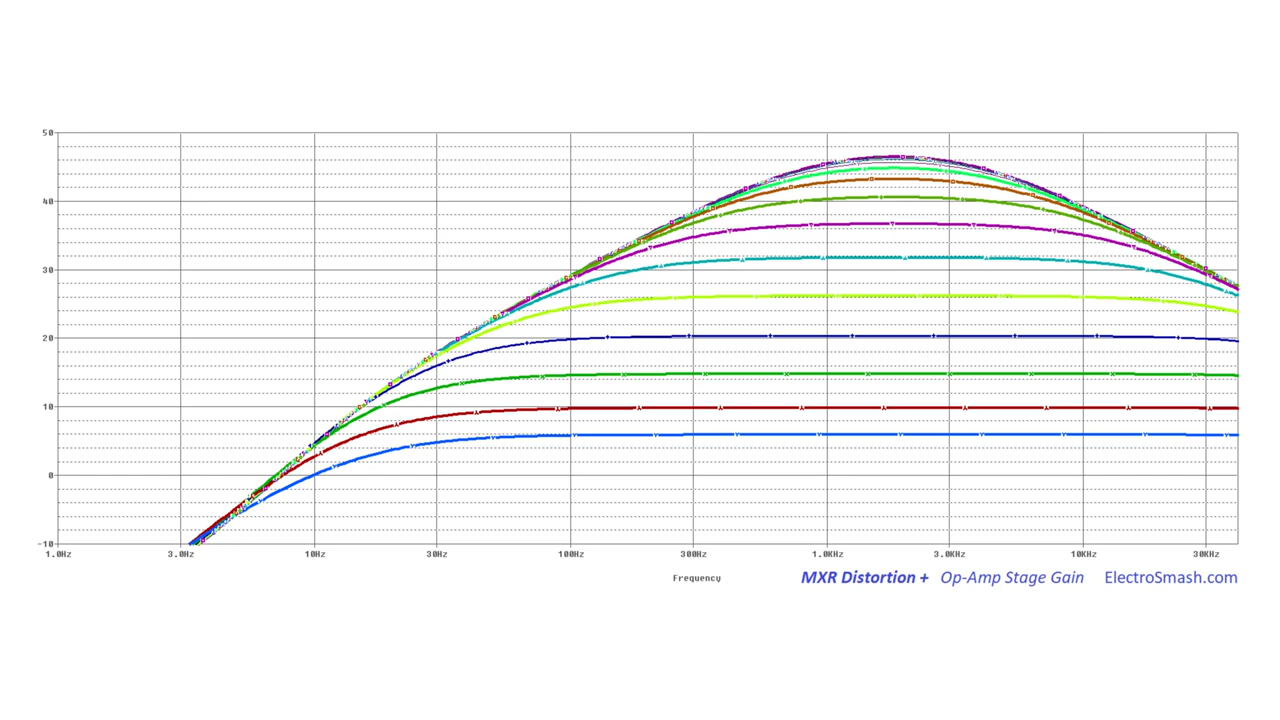 50
40
30
20
10
0
-10
1.0Hz 3.0Hz 10Hz 30Hz 100Hz 300Hz 1.0KHz 3.0KHz 10KHz 30KHz
Frequency
MXR Distortion + Op-Amp Stage Gain ElectroSmash.com